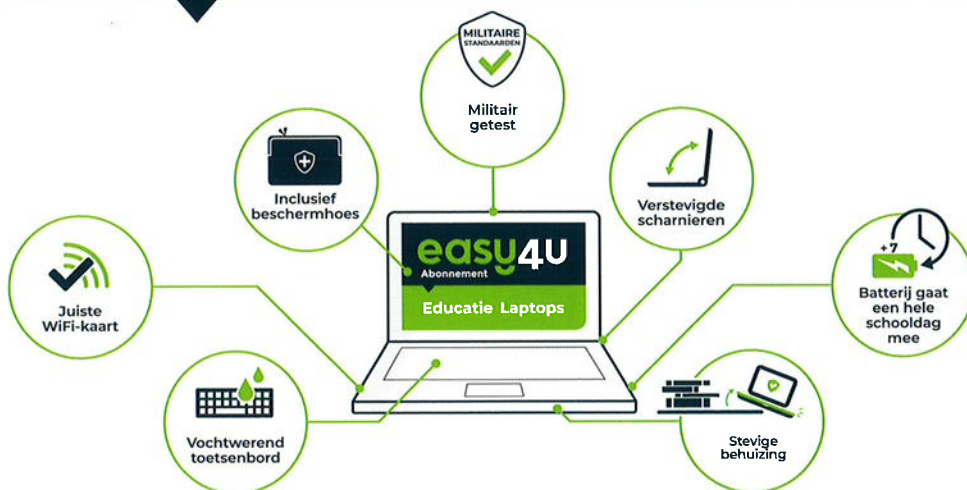 MILITAIRE
STANDAARDEN
Militair
getest
Inclusief
beschermhoes
Verstevigde
scharnieren
easy4U
Abonnement
Educatie Laptops
Juiste
WiFi-kaart
+7
Batterij gaat
een hele
schooldag
mee
Vochtwerend
toetsenbord
Stevige
behuizing